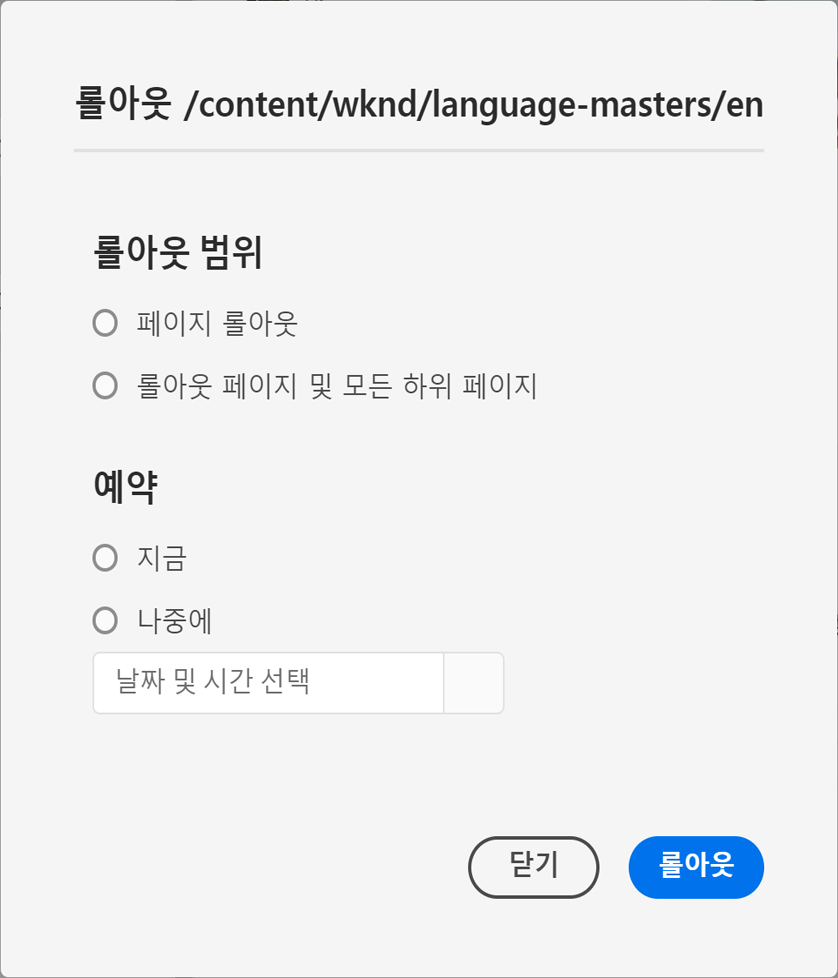 롤아웃 /content/wknd/language-masters/en
롤아웃 범위
페이지 롤아웃
롤아웃 페이지 및 모든 하위 페이지
예약
지금
나중에
날짜 및 시간 선택
닫기
롤아웃